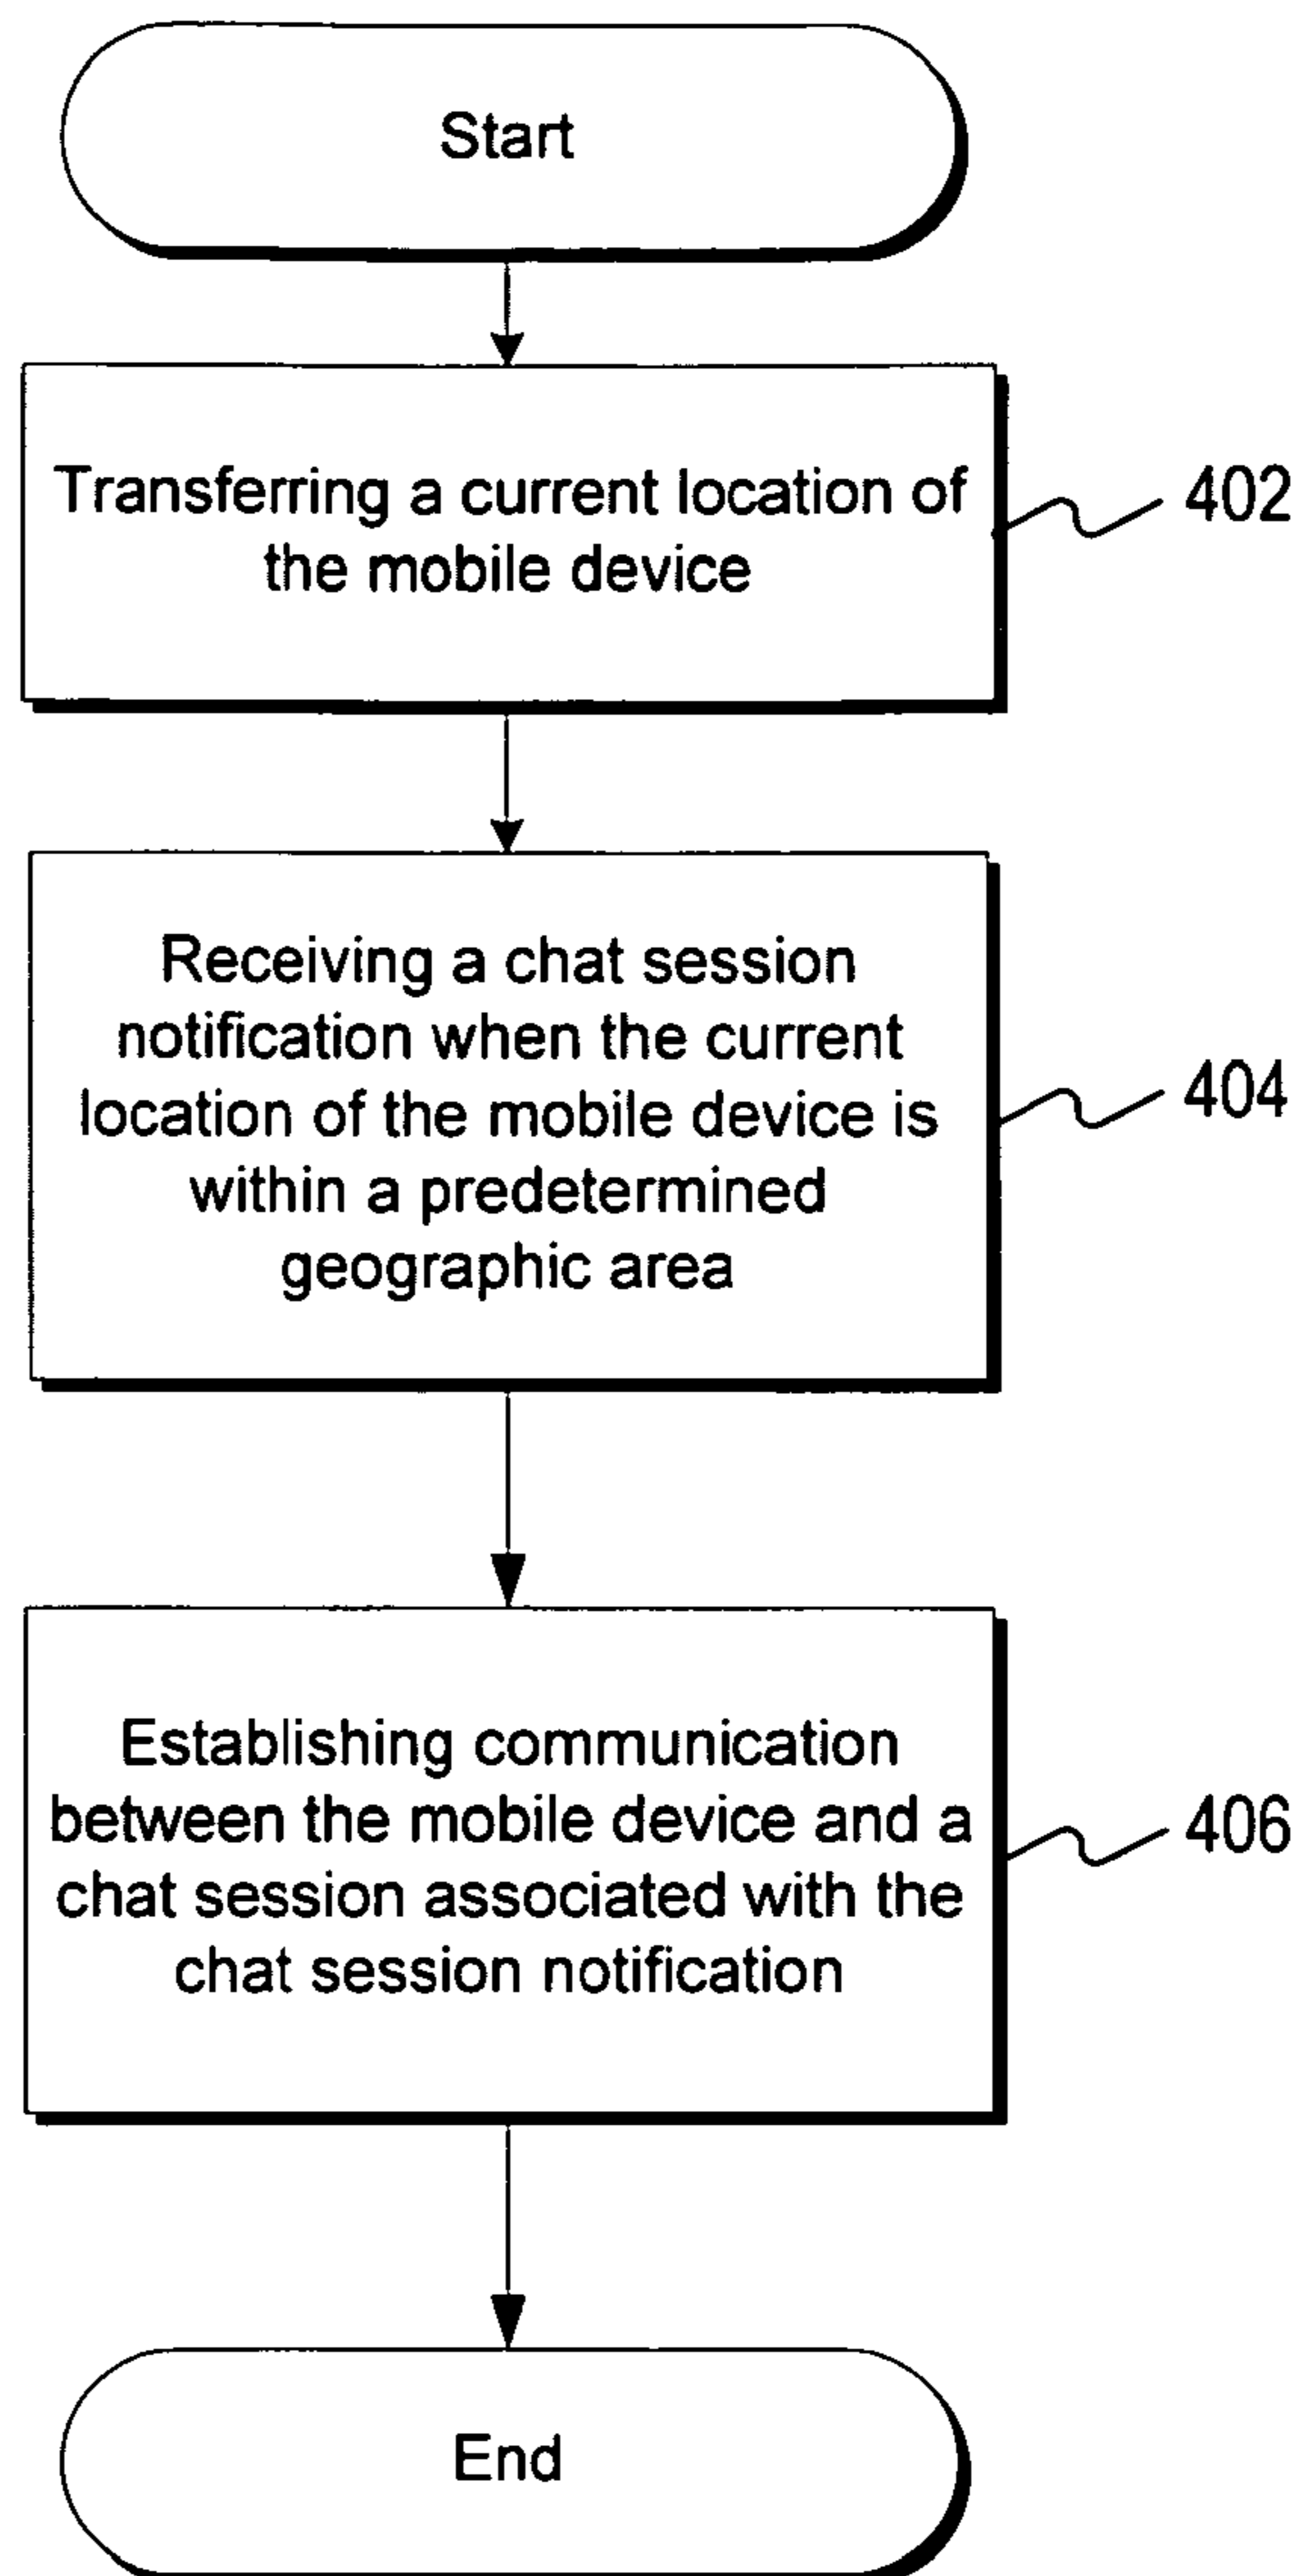 Start
Transferring a current location of
the mobile device
402
Receiving a chat session
notification when the current
location of the mobile device is
within a predetermined
geographic area
404
Establishing communication
between the mobile device and a
chat session associated with the
chat session notification
406
End